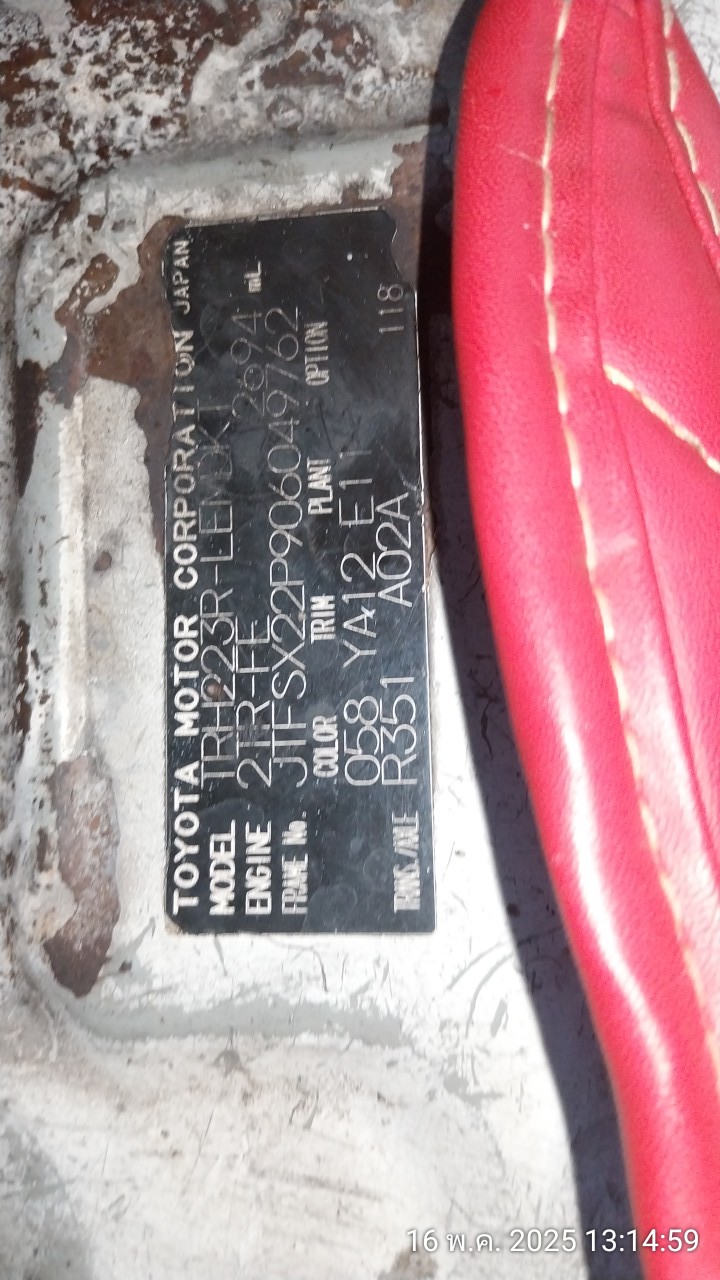 TOYOTA MOTOR CORPORATION JAPAN
MODEL TRH223R-LEMDKT
ENGINE 2TR-FE 2694 mL
FRAME No. JTFSX22P906049762
COLOR TRIM PLANT OPTION
058 YA12 E11
TRANS./AXLE R351 A02A 118
16 พ.ค. 2025 13:14:59